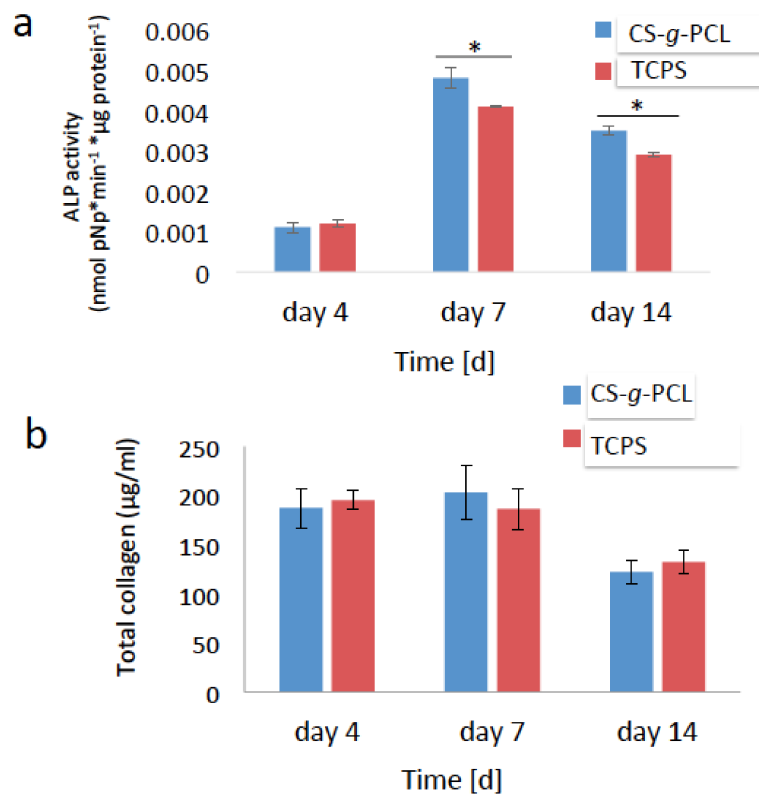 a
0.006
0.005
0.004
0.003
0.002
0.001
0
ALP activity
(nmol pNp*min⁻¹ *µg protein⁻¹)
CS-g-PCL
TCPS
*
*
day 4 day 7 day 14
Time [d]
b
CS-g-PCL
TCPS
250
200
150
100
50
0
Total collagen (µg/ml)
day 4 day 7 day 14
Time [d]